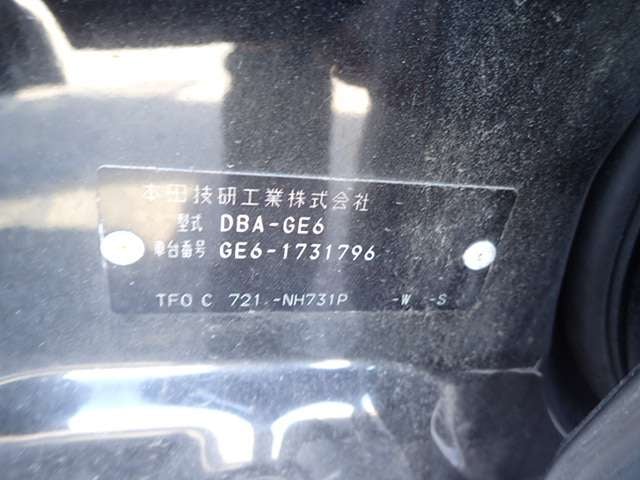 本田技研工業株式会社
型式 DBA-GE6
車台番号 GE6-1731796
TF0 C 721 -NH731P -W -S